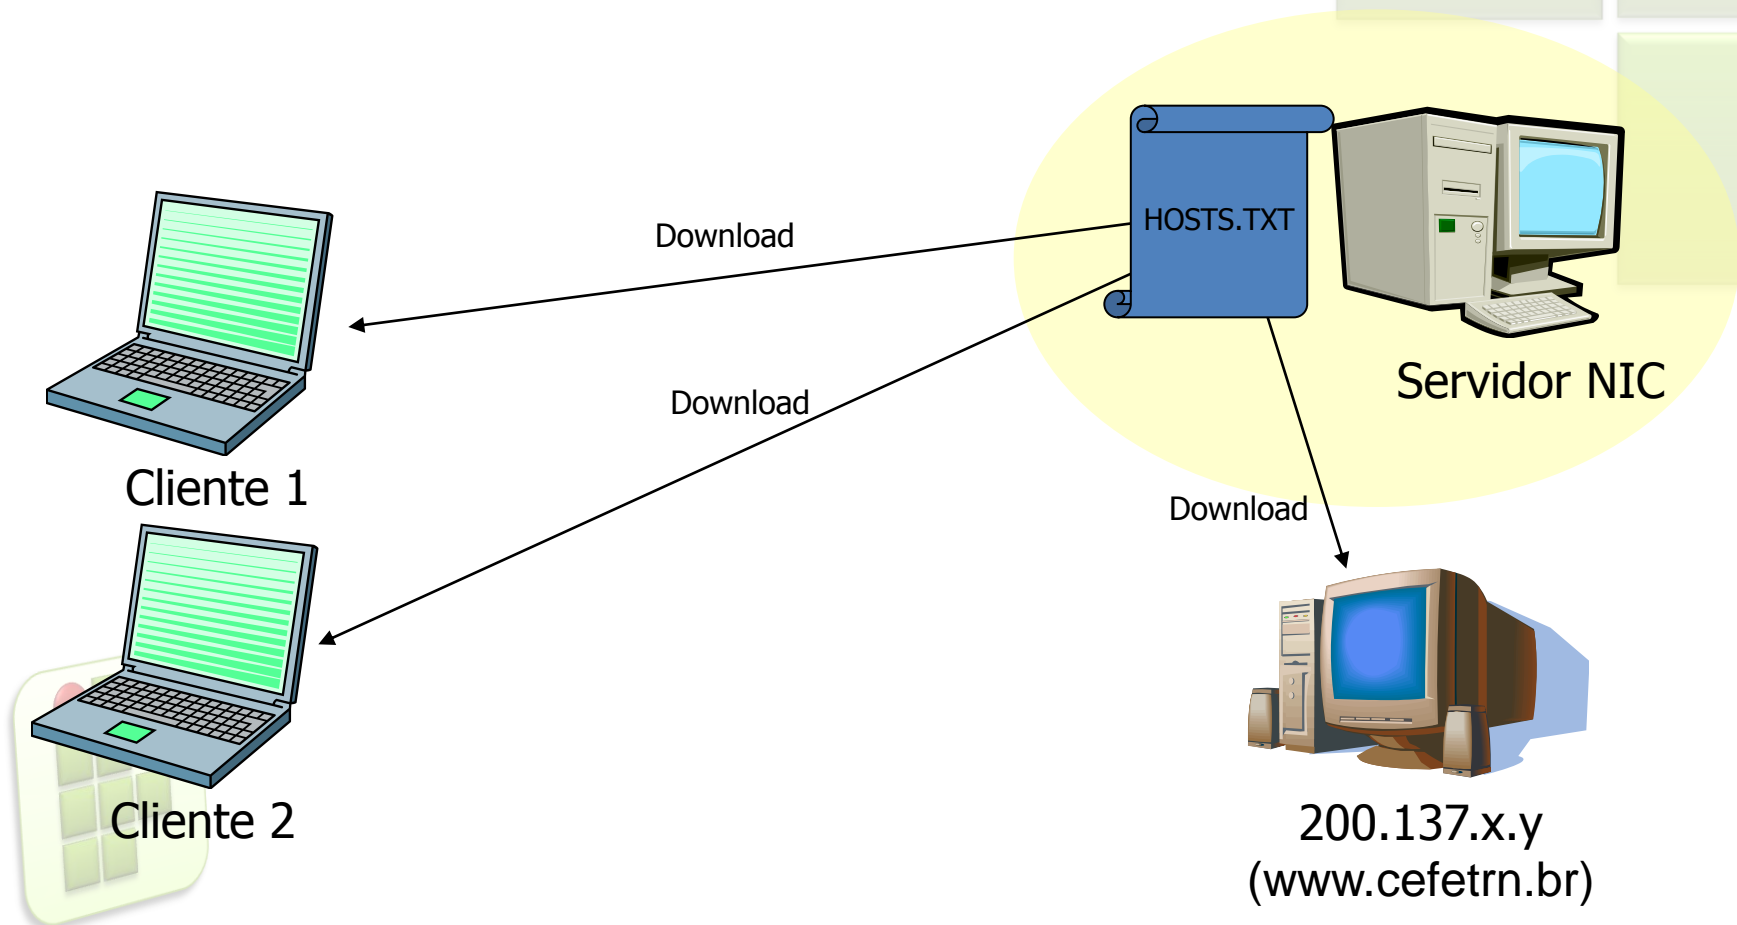 HOSTS.TXT
Download
Servidor NIC
Download
Cliente 1
Download
Cliente 2
200.137.x.y
(www.cefetrn.br)